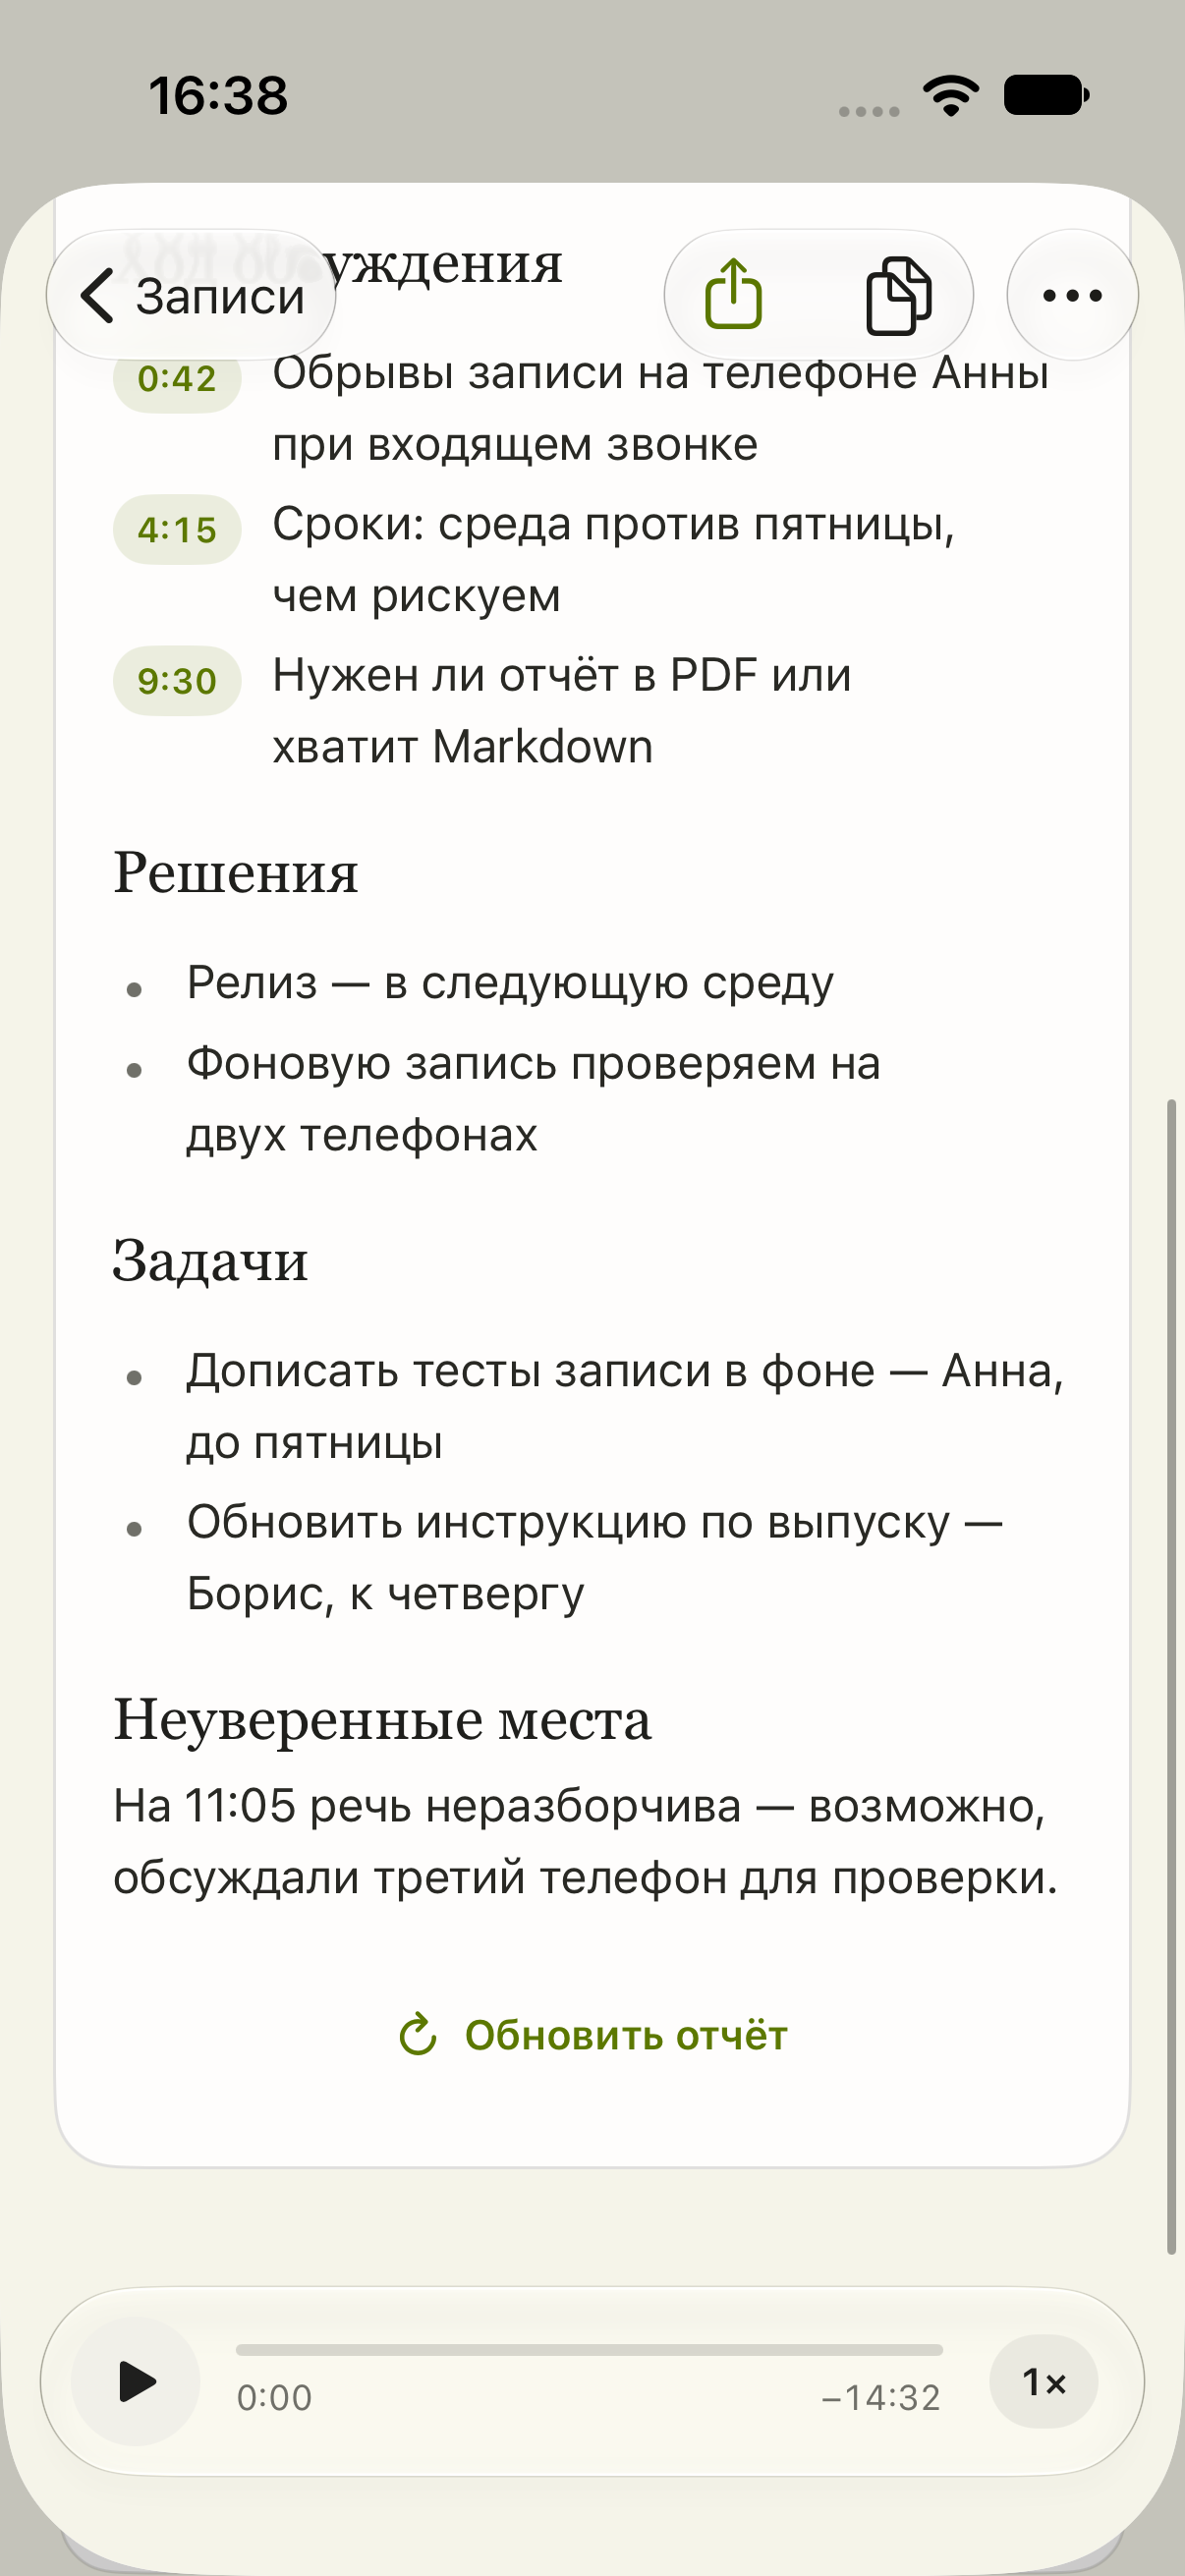 16:38
уждения
Записи
0:42 Обрывы записи на телефоне Анны
при входящем звонке
4:15 Сроки: среда против пятницы,
чем рискуем
9:30 Нужен ли отчёт в PDF или
хватит Markdown
Решения
• Релиз — в следующую среду
• Фоновую запись проверяем на
двух телефонах
Задачи
• Дописать тесты записи в фоне — Анна,
до пятницы
• Обновить инструкцию по выпуску —
Борис, к четвергу
Неуверенные места
На 11:05 речь неразборчива — возможно,
обсуждали третий телефон для проверки.
Обновить отчёт
0:00 −14:32 1×